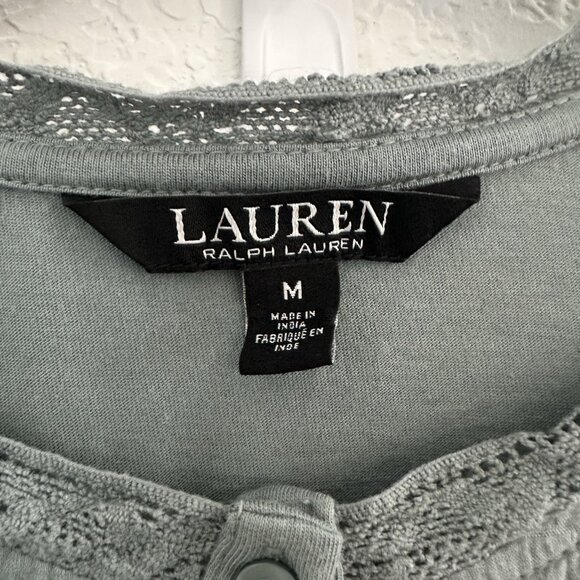 LAUREN
RALPH LAUREN
M
MADE IN
INDIA
FABRIQUÉ EN
INDE